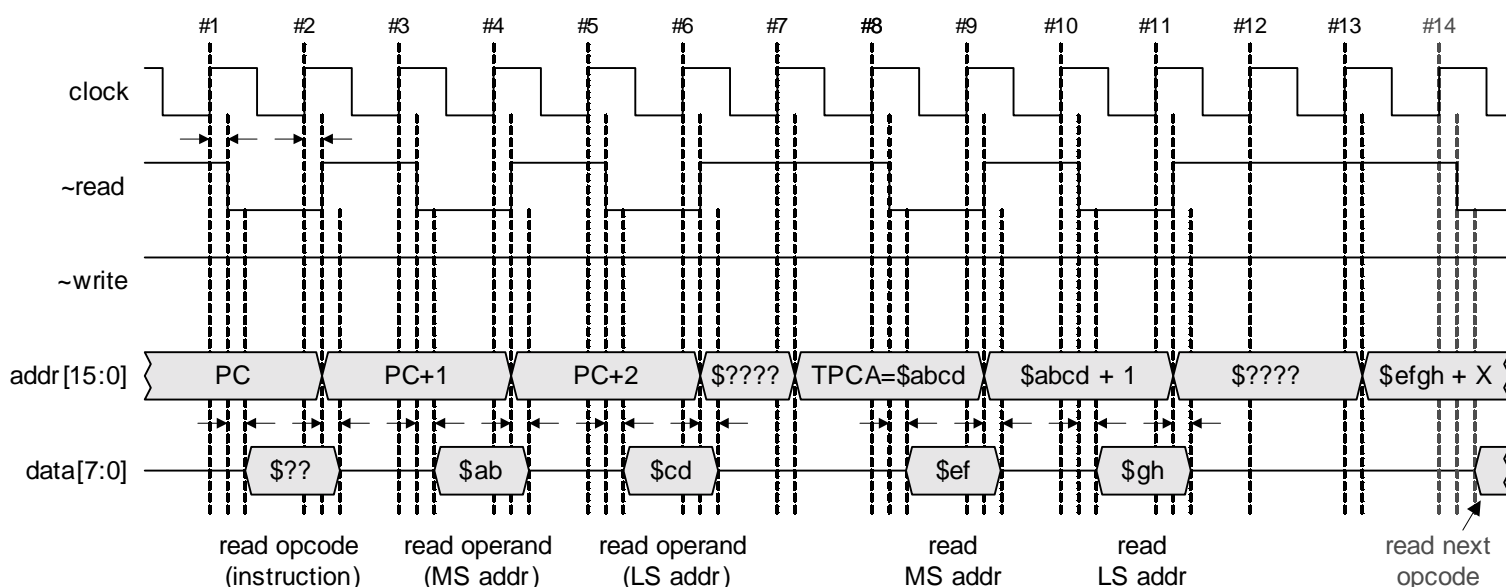 #1 #2 #3 #4 #5 #6 #7 #8 #9 #10 #11 #12 #13 #14
clock
~read
~write
addr[15:0] PC PC+1 PC+2 $???? TPCA=$abcd $abcd + 1 $???? $efgh + X
data[7:0] $?? $ab $cd $ef $gh
read opcode read operand read operand read read read next
(instruction) (MS addr) (LS addr) MS addr LS addr opcode